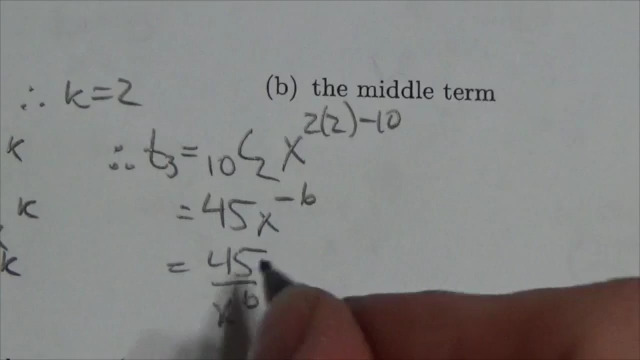 ∴ k=2
(b) the middle term
k
∴ t₃ = ₁₀C₂ x^{2(2)-10}
k
= 45x^{-6}
k
= 45/x^6